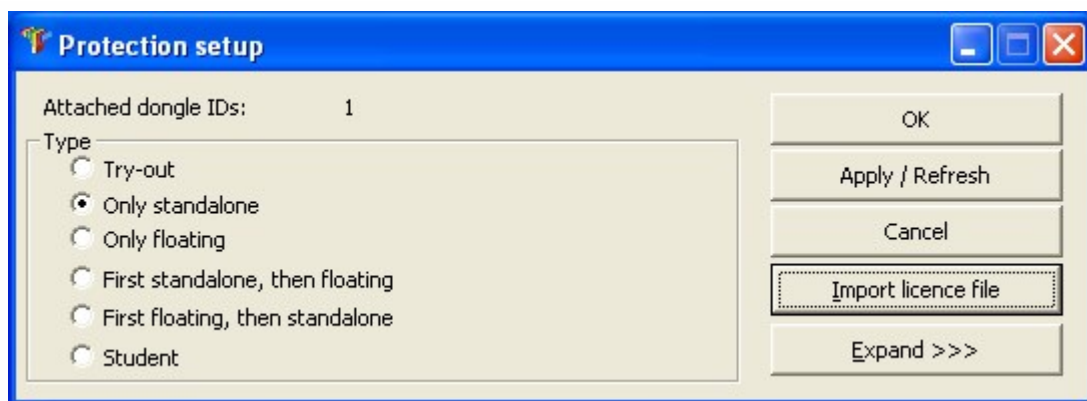 Protection setup
Attached dongle IDs: 1
Type
Try-out
Only standalone
Only floating
First standalone, then floating
First floating, then standalone
Student
OK
Apply / Refresh
Cancel
Import licence file
Expand >>>